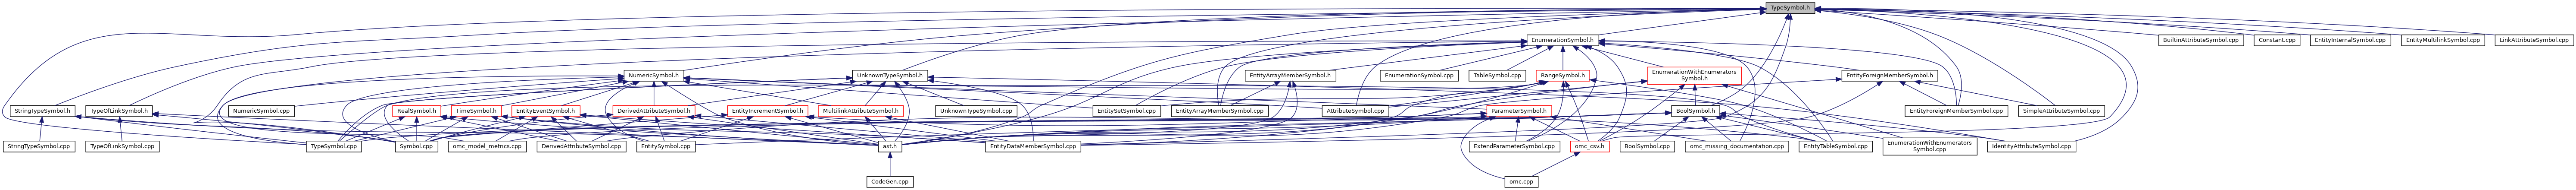 TypeSymbol.h
EnumerationSymbol.h
BuiltinAttributeSymbol.cpp
Constant.cpp
EntityInternalSymbol.cpp
EntityMultilinkSymbol.cpp
LinkAttributeSymbol.cpp
NumericSymbol.h
UnknownTypeSymbol.h
EntityArrayMemberSymbol.h
EnumerationSymbol.cpp
TableSymbol.cpp
RangeSymbol.h
EnumerationWithEnumerators
Symbol.h
EntityForeignMemberSymbol.h
StringTypeSymbol.h
TypeOfLinkSymbol.h
NumericSymbol.cpp
RealSymbol.h
TimeSymbol.h
EntityEventSymbol.h
DerivedAttributeSymbol.h
EntityIncrementSymbol.h
MultilinkAttributeSymbol.h
UnknownTypeSymbol.cpp
EntitySetSymbol.cpp
EntityArrayMemberSymbol.cpp
AttributeSymbol.cpp
ParameterSymbol.h
BoolSymbol.h
EntityForeignMemberSymbol.cpp
SimpleAttributeSymbol.cpp
StringTypeSymbol.cpp
TypeOfLinkSymbol.cpp
TypeSymbol.cpp
Symbol.cpp
omc_model_metrics.cpp
DerivedAttributeSymbol.cpp
EntitySymbol.cpp
ast.h
EntityDataMemberSymbol.cpp
ExtendParameterSymbol.cpp
omc_csv.h
BoolSymbol.cpp
omc_missing_documentation.cpp
EntityTableSymbol.cpp
EnumerationWithEnumerators
Symbol.cpp
IdentityAttributeSymbol.cpp
CodeGen.cpp
omc.cpp